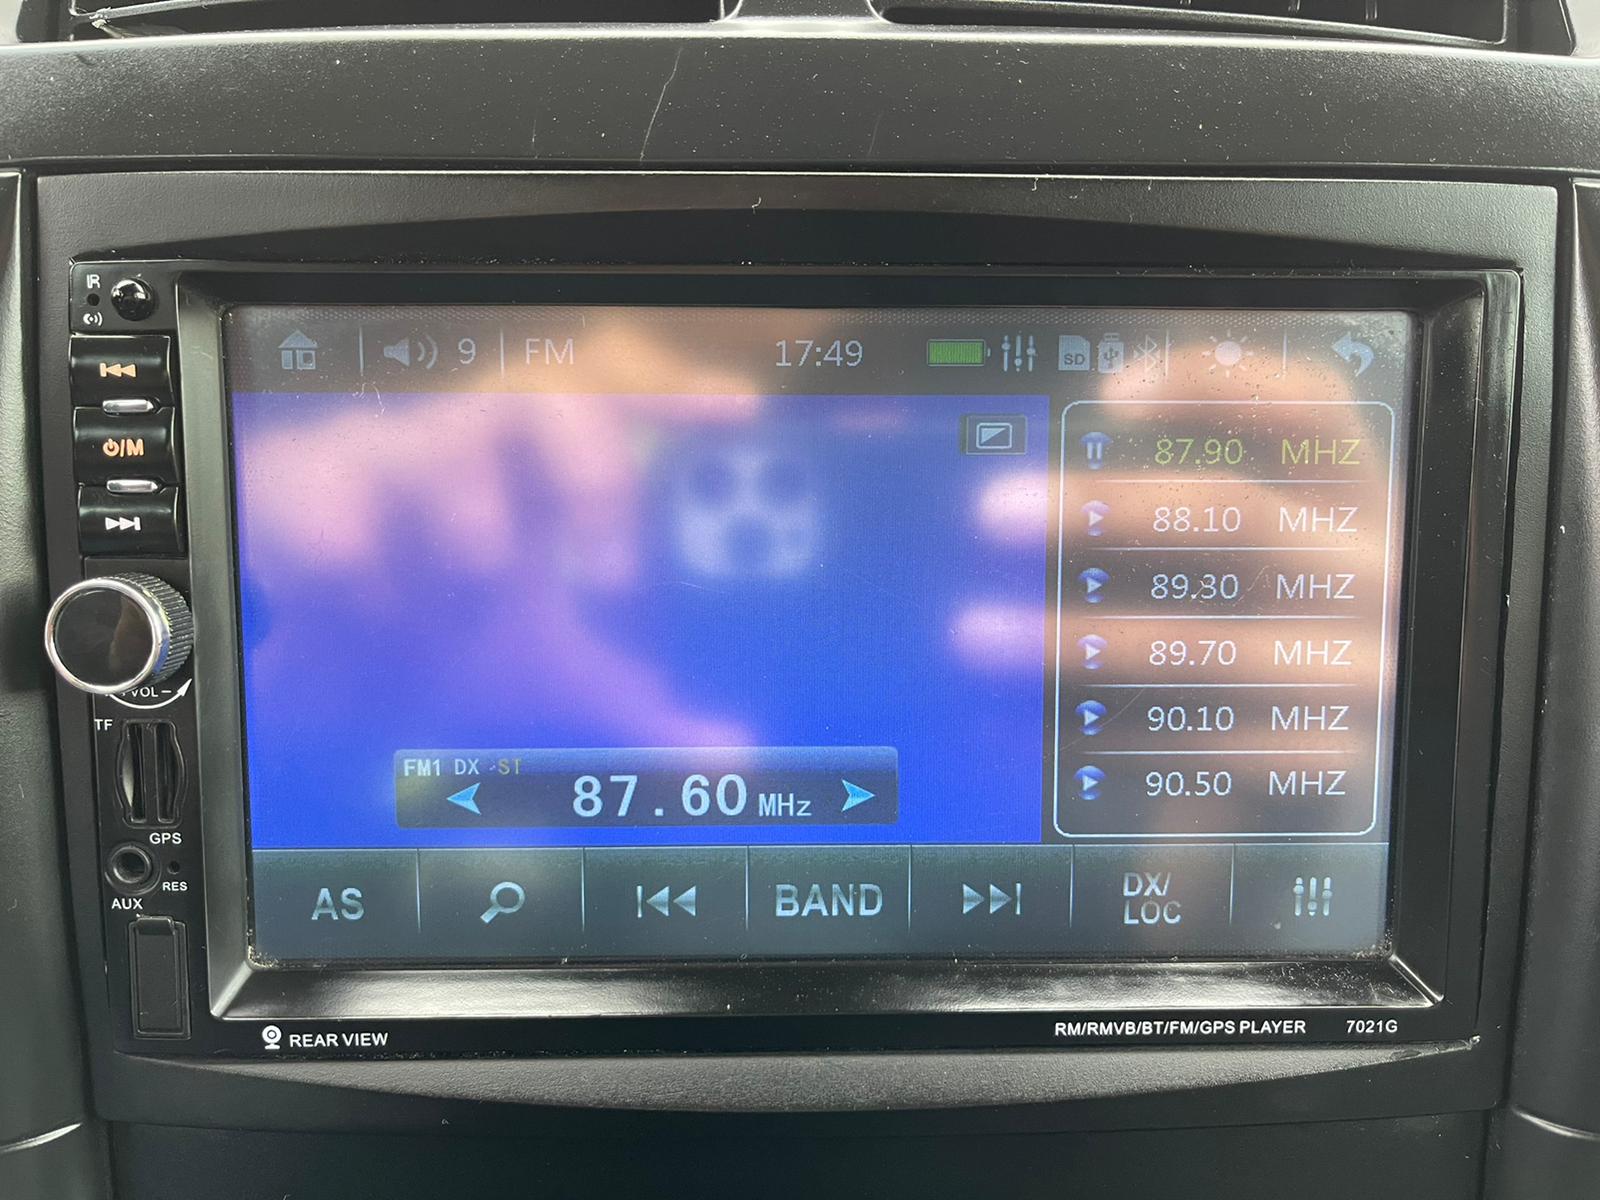 IR
9 FM 17:49 SD
87.90 MHZ
88.10 MHZ
89.30 MHZ
89.70 MHZ
90.10 MHZ
90.50 MHZ
/M
VOL−
TF
GPS
RES
AUX
FM1 DX ST
87.60 MHz
AS
BAND
DX/
LOC
REAR VIEW
RM/RMVB/BT/FM/GPS PLAYER 7021G